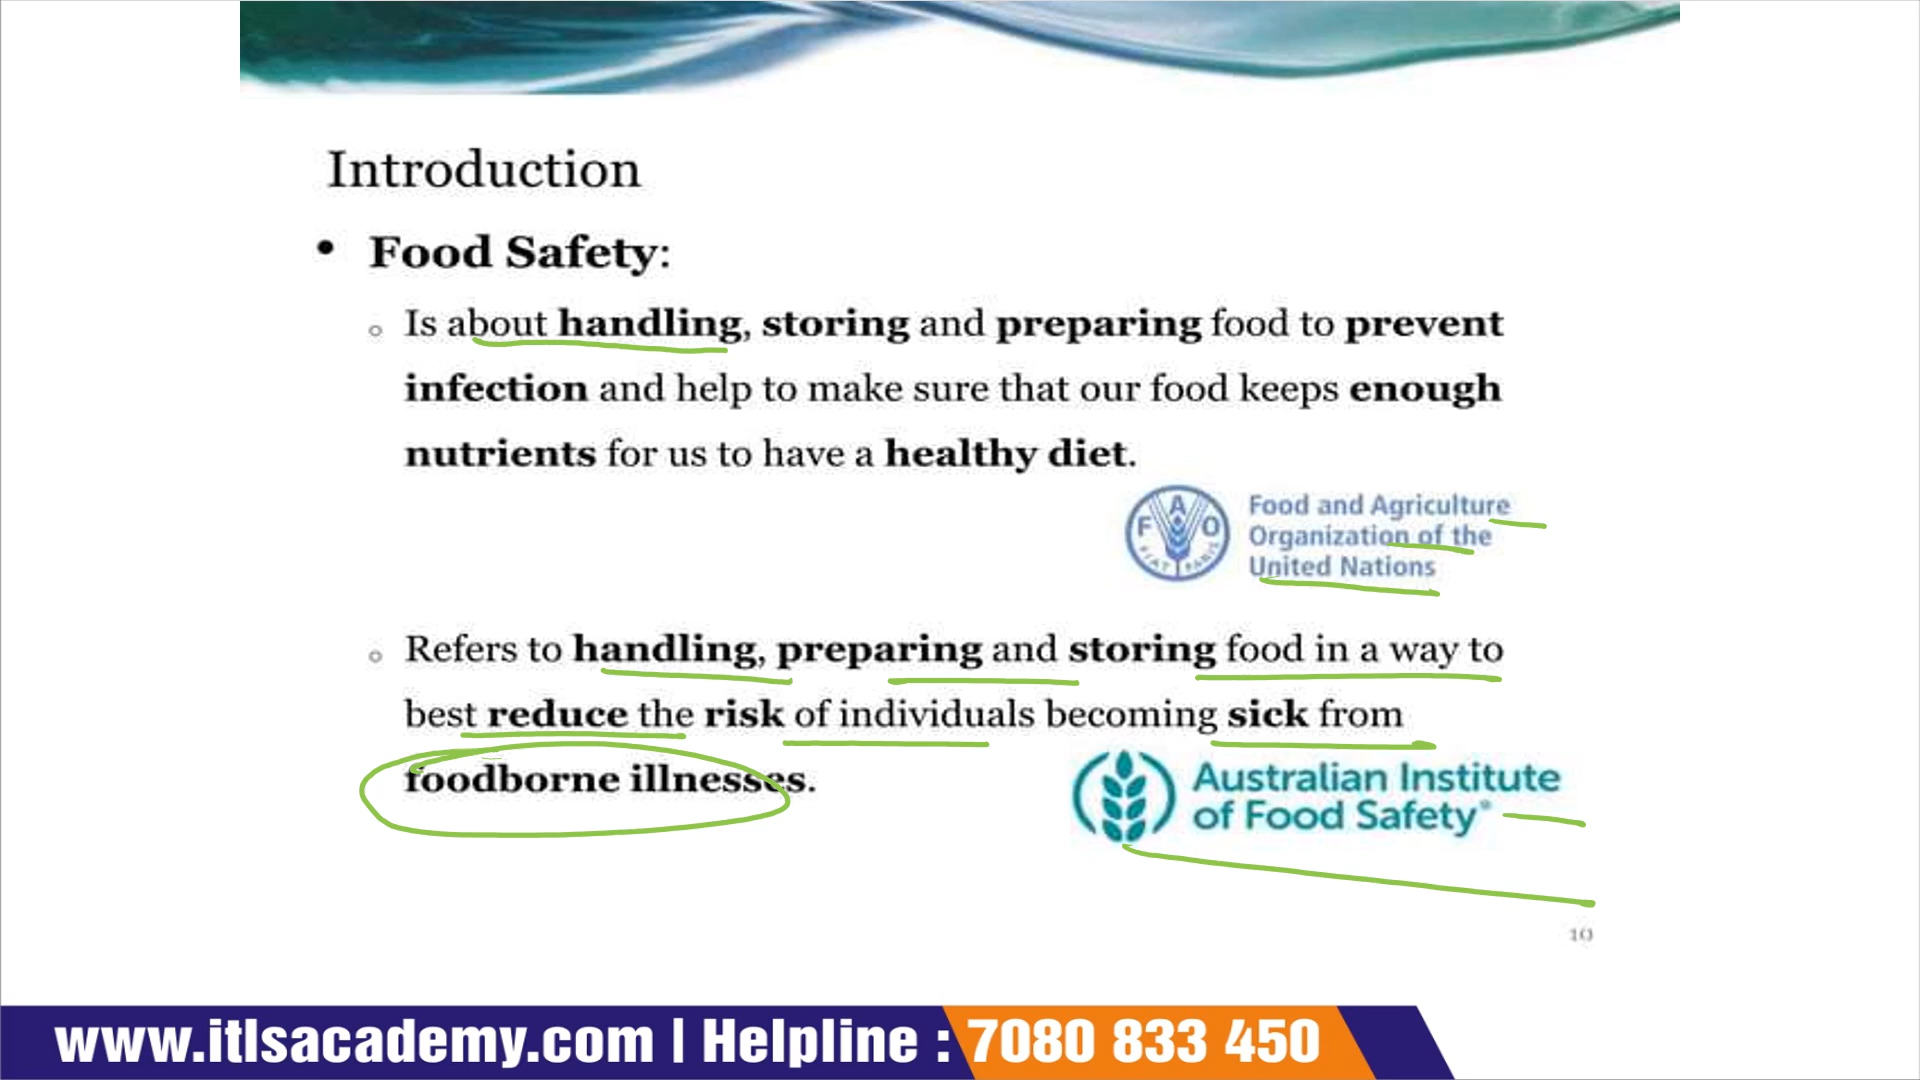 Introduction
• Food Safety:
○ Is about handling, storing and preparing food to prevent
infection and help to make sure that our food keeps enough
nutrients for us to have a healthy diet.
F A O
FIAT PANIS
Food and Agriculture
Organization of the
United Nations
○ Refers to handling, preparing and storing food in a way to
best reduce the risk of individuals becoming sick from
foodborne illnesses.
Australian Institute
of Food Safety®
10
www.itlsacademy.com | Helpline : 7080 833 450